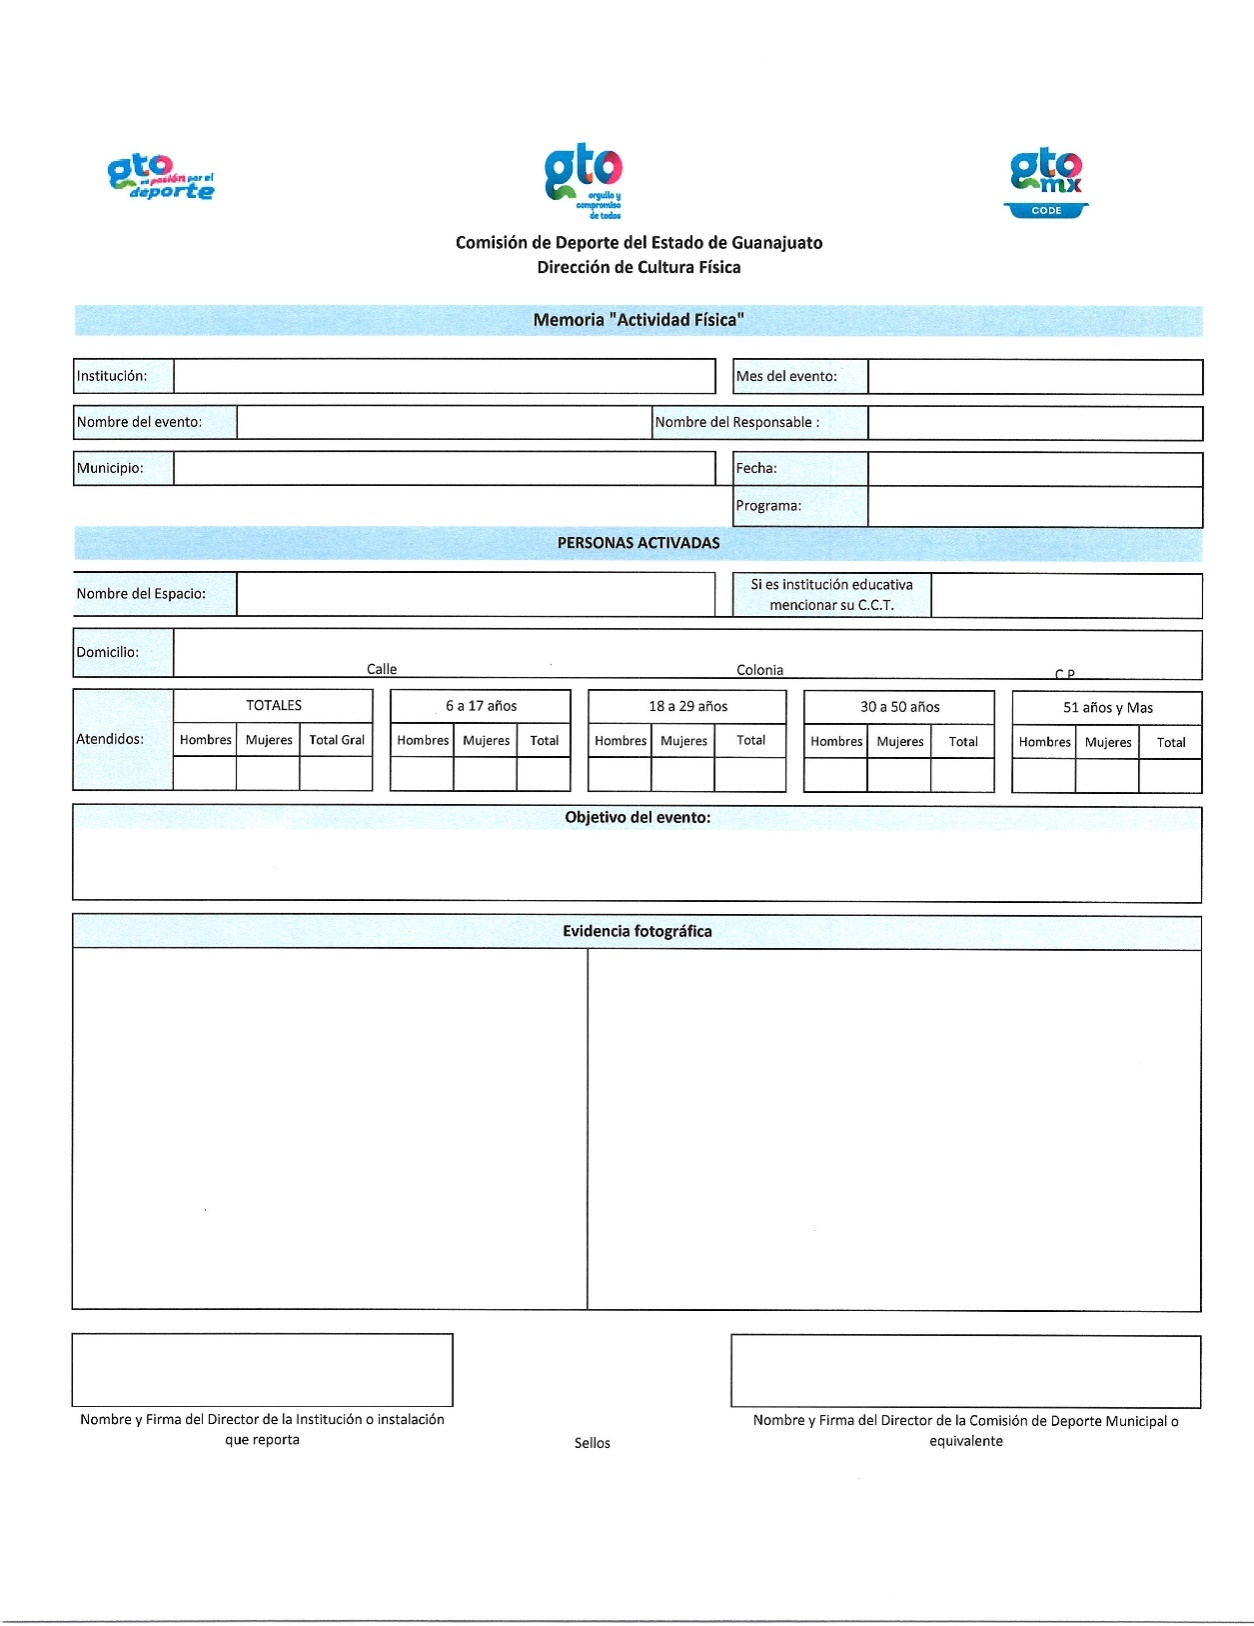 gto
mi pasión por el
deporte
gto
orgullo y
compromiso
de todos
gto
mx
CODE
Comisión de Deporte del Estado de Guanajuato
Dirección de Cultura Física
Memoria "Actividad Física"
Institución:
Mes del evento:
Nombre del evento:
Nombre del Responsable :
Municipio:
Fecha:
Programa:
PERSONAS ACTIVADAS
Nombre del Espacio:
Si es institución educativa
mencionar su C.C.T.
Domicilio:
Calle Colonia C.P
Atendidos:
TOTALES 6 a 17 años 18 a 29 años 30 a 50 años 51 años y Mas
Hombres Mujeres Total Gral Hombres Mujeres Total Hombres Mujeres Total Hombres Mujeres Total Hombres Mujeres Total
Objetivo del evento:
Evidencia fotográfica
Nombre y Firma del Director de la Institución o instalación
que reporta
Sellos
Nombre y Firma del Director de la Comisión de Deporte Municipal o
equivalente